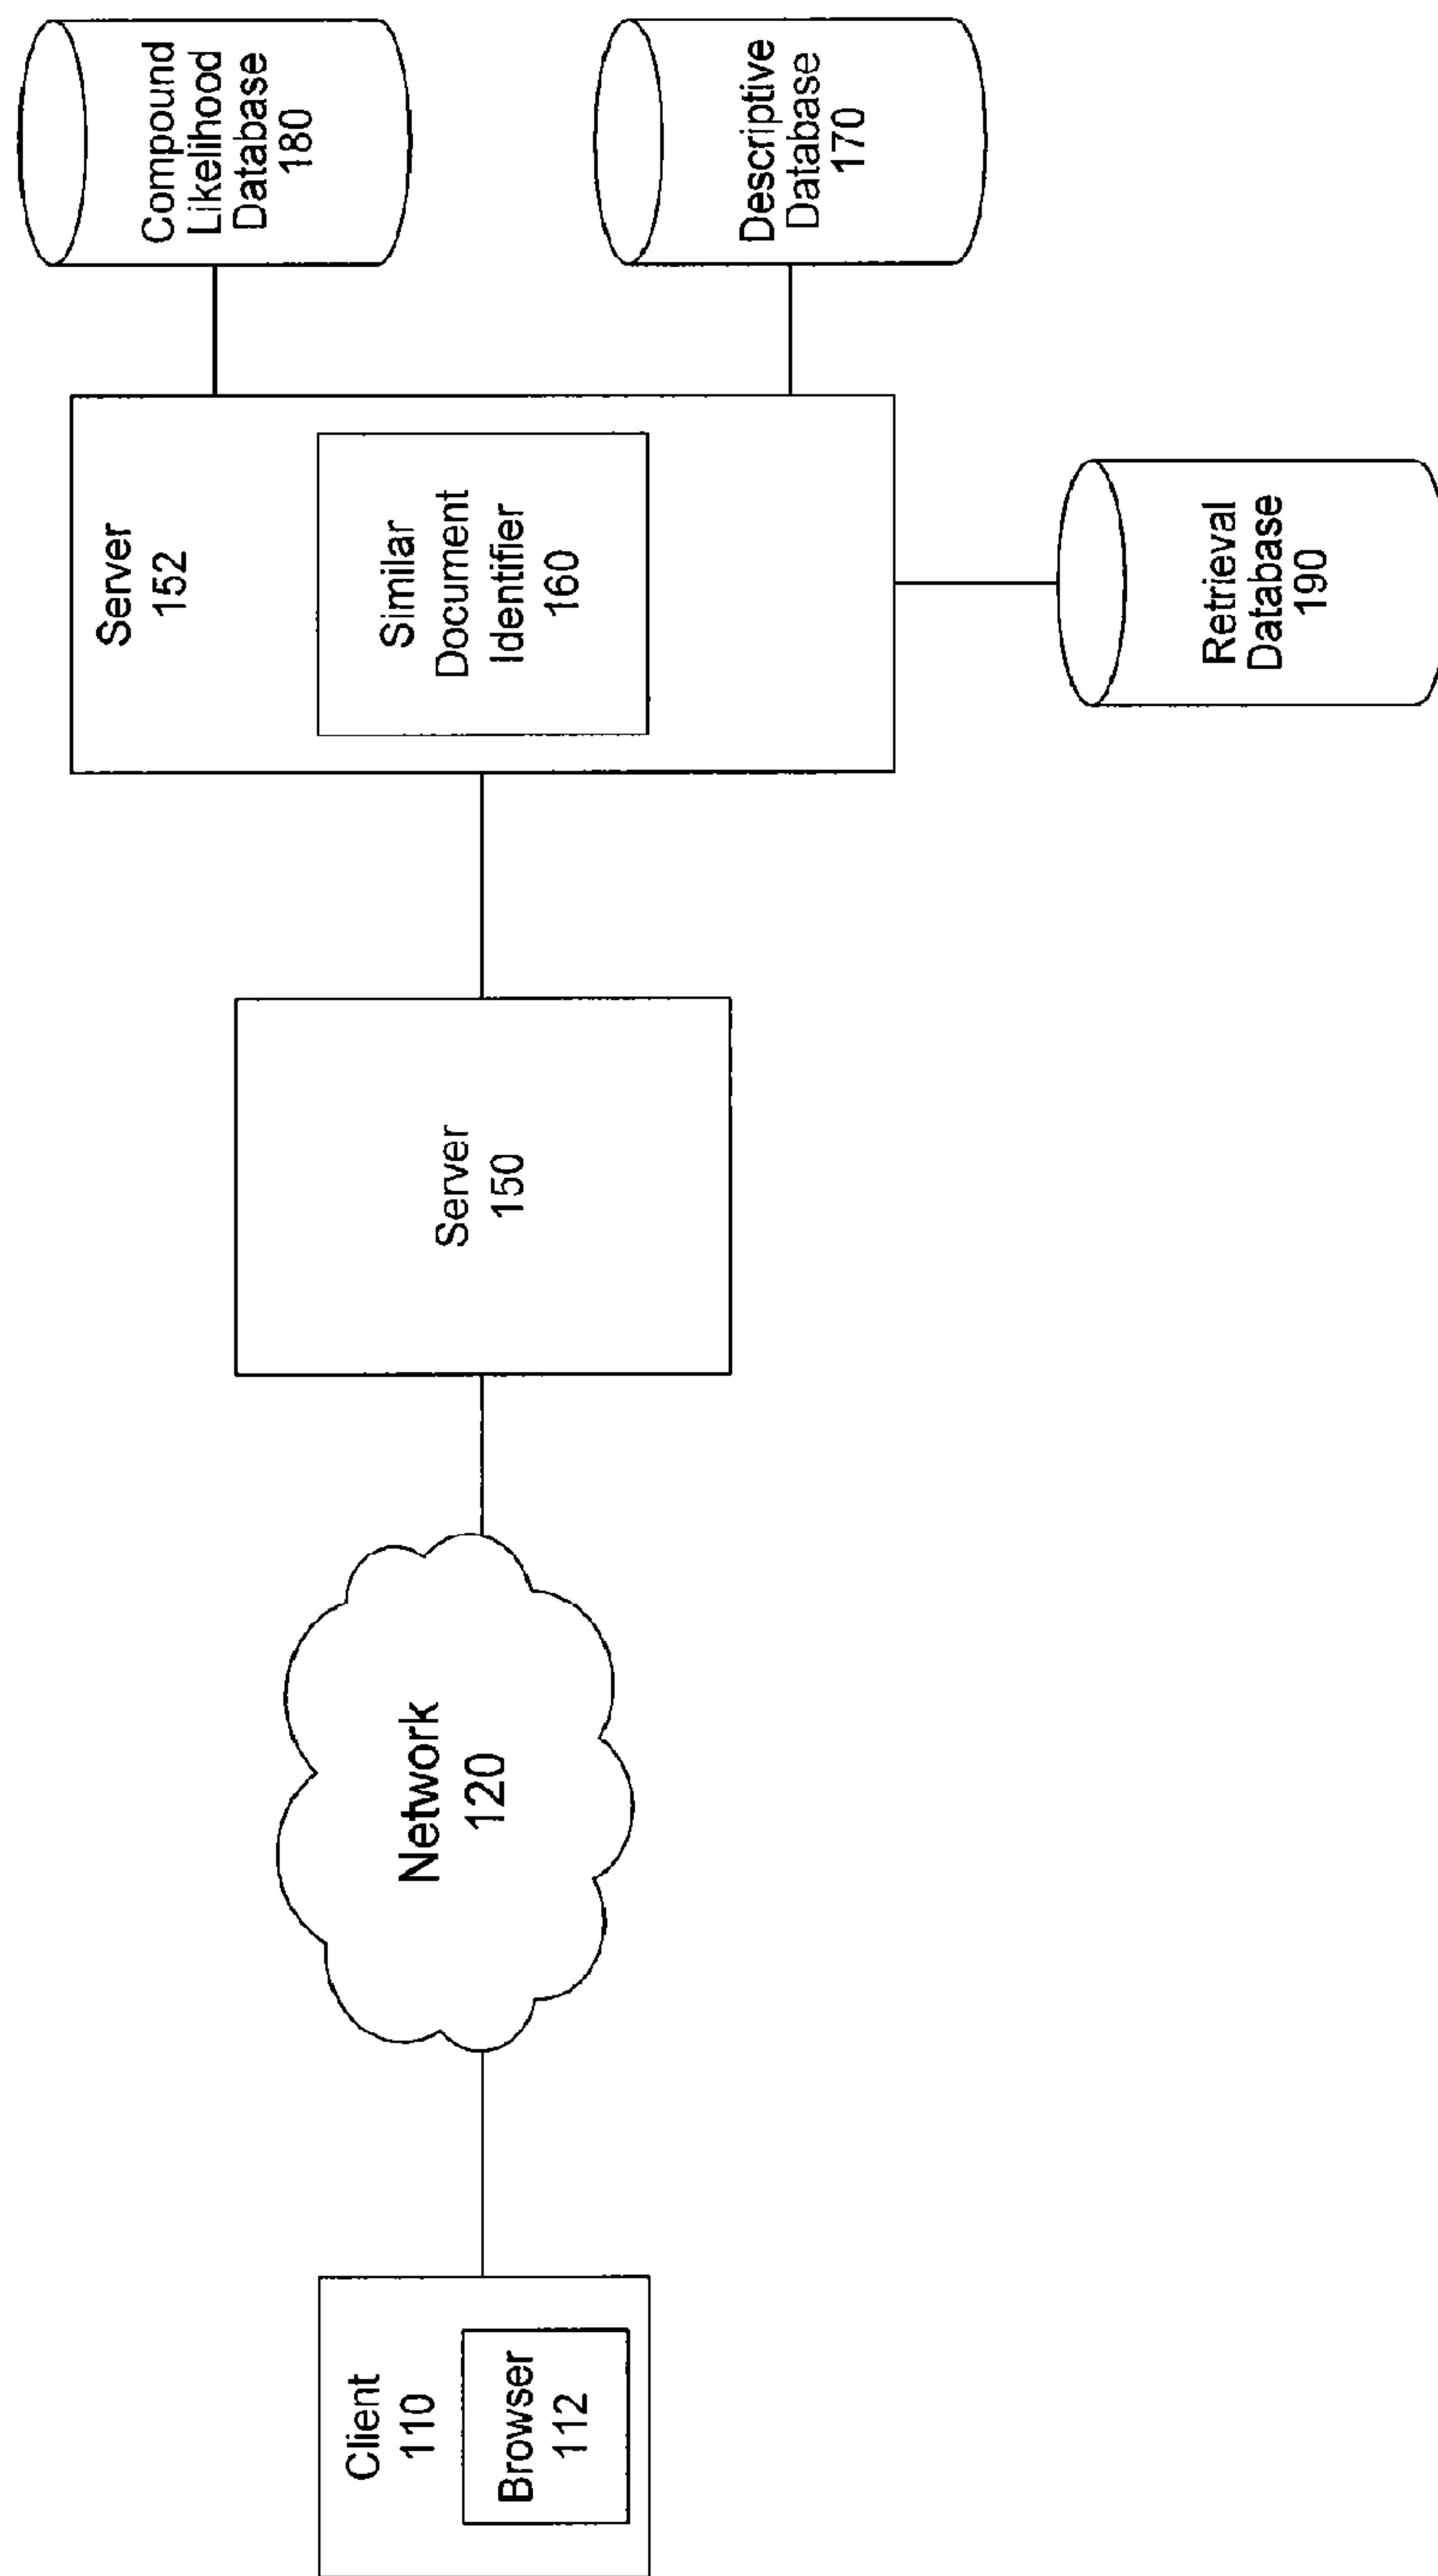 Client
110
Browser
112
Network
120
Server
150
Server
152
Similar
Document
Identifier
160
Compound
Likelihood
Database
180
Descriptive
Database
170
Retrieval
Database
190